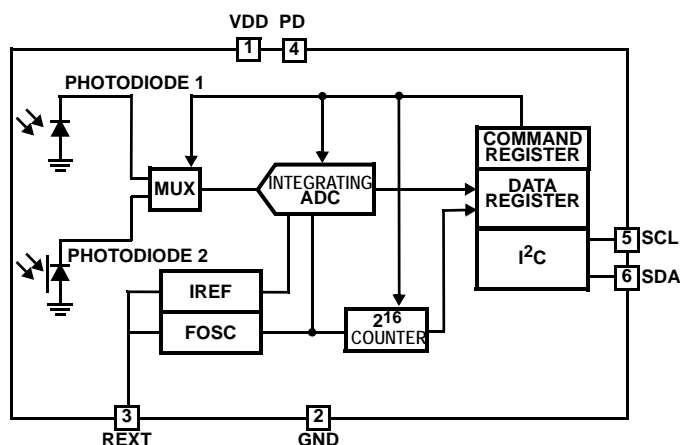 VDD PD
1 4
PHOTODIODE 1
COMMAND
REGISTER
MUX
INTEGRATING
ADC
DATA
REGISTER
PHOTODIODE 2
I2C
5 SCL
6 SDA
IREF
FOSC
2^16
COUNTER
3
REXT
2
GND